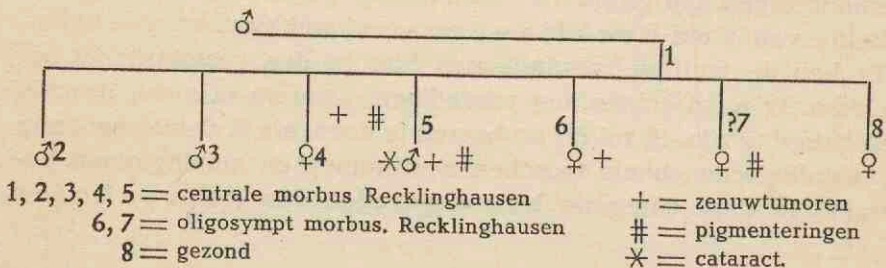 ♂
1
+ # 5 6 ?7 8
♂2 ♂3 ♀4 ✳♂+ # ♀+ ♀# ♀
1, 2, 3, 4, 5 = centrale morbus Recklinghausen
6, 7 = oligosympt morbus. Recklinghausen
8 = gezond
+ = zenuwtumoren
# = pigmenteringen
✳ = cataract.